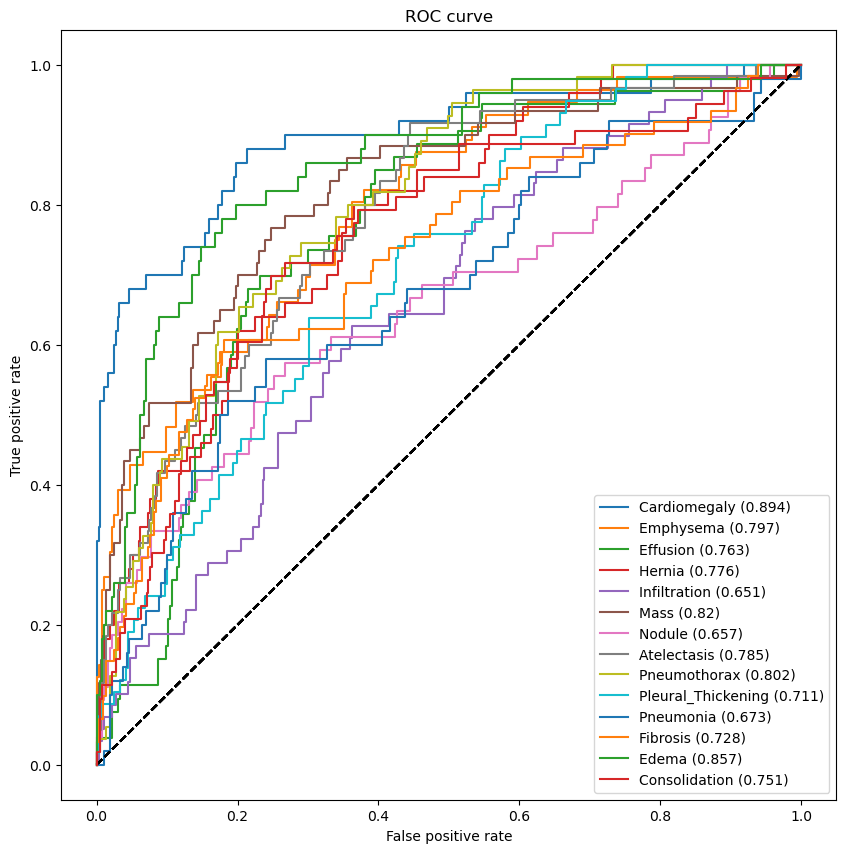 ROC curve
1.0
0.8
0.6
0.4
0.2
0.0
True positive rate
Cardiomegaly (0.894)
Emphysema (0.797)
Effusion (0.763)
Hernia (0.776)
Infiltration (0.651)
Mass (0.82)
Nodule (0.657)
Atelectasis (0.785)
Pneumothorax (0.802)
Pleural_Thickening (0.711)
Pneumonia (0.673)
Fibrosis (0.728)
Edema (0.857)
Consolidation (0.751)
0.0 0.2 0.4 0.6 0.8 1.0
False positive rate